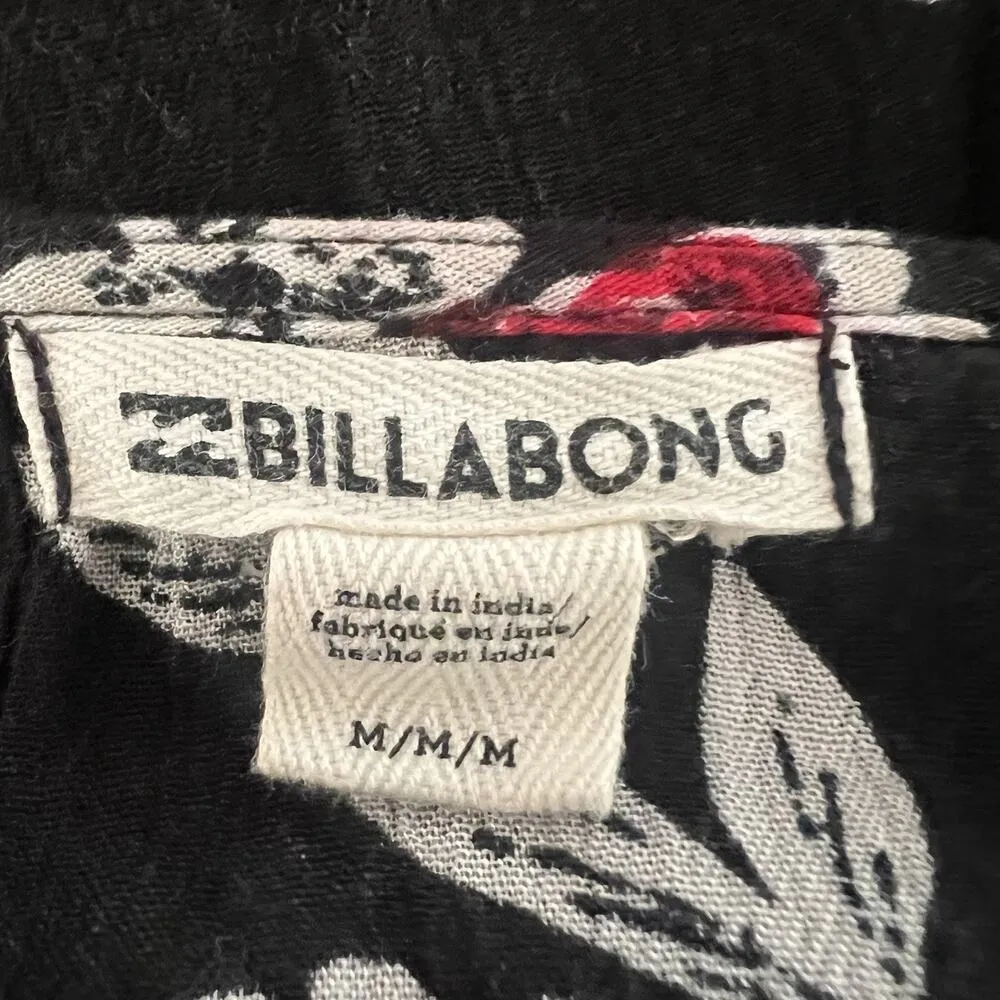 BILLABONG
made in india/
fabriqué en inde/
hecho en india
M/M/M